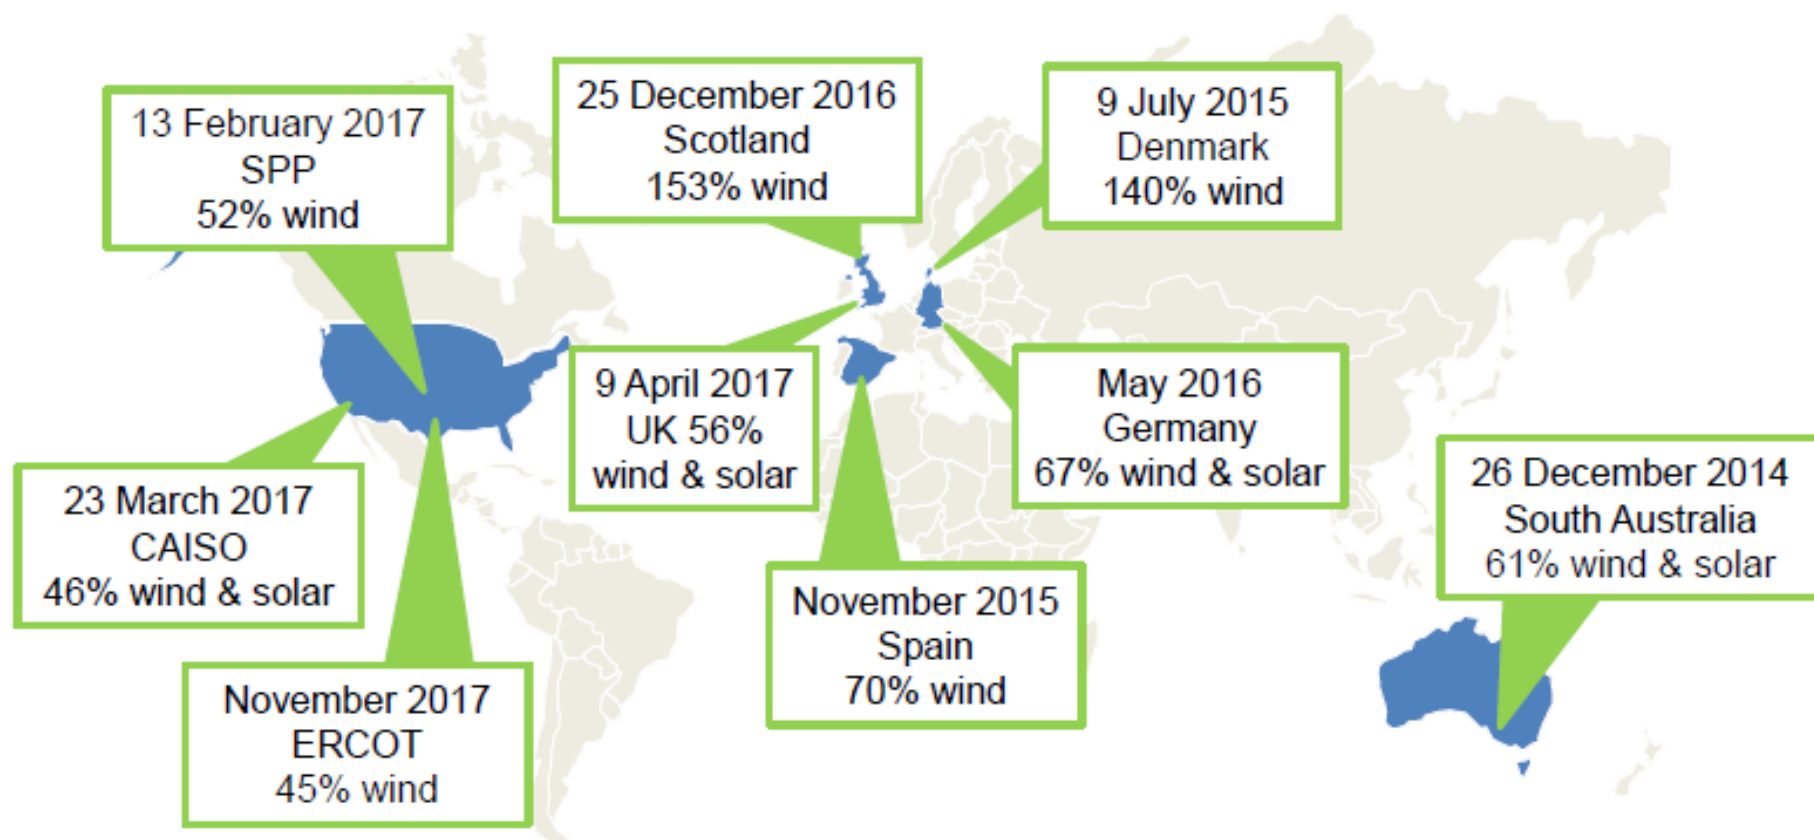 13 February 2017
SPP
52% wind
25 December 2016
Scotland
153% wind
9 July 2015
Denmark
140% wind
9 April 2017
UK 56%
wind & solar
May 2016
Germany
67% wind & solar
23 March 2017
CAISO
46% wind & solar
26 December 2014
South Australia
61% wind & solar
November 2015
Spain
70% wind
November 2017
ERCOT
45% wind